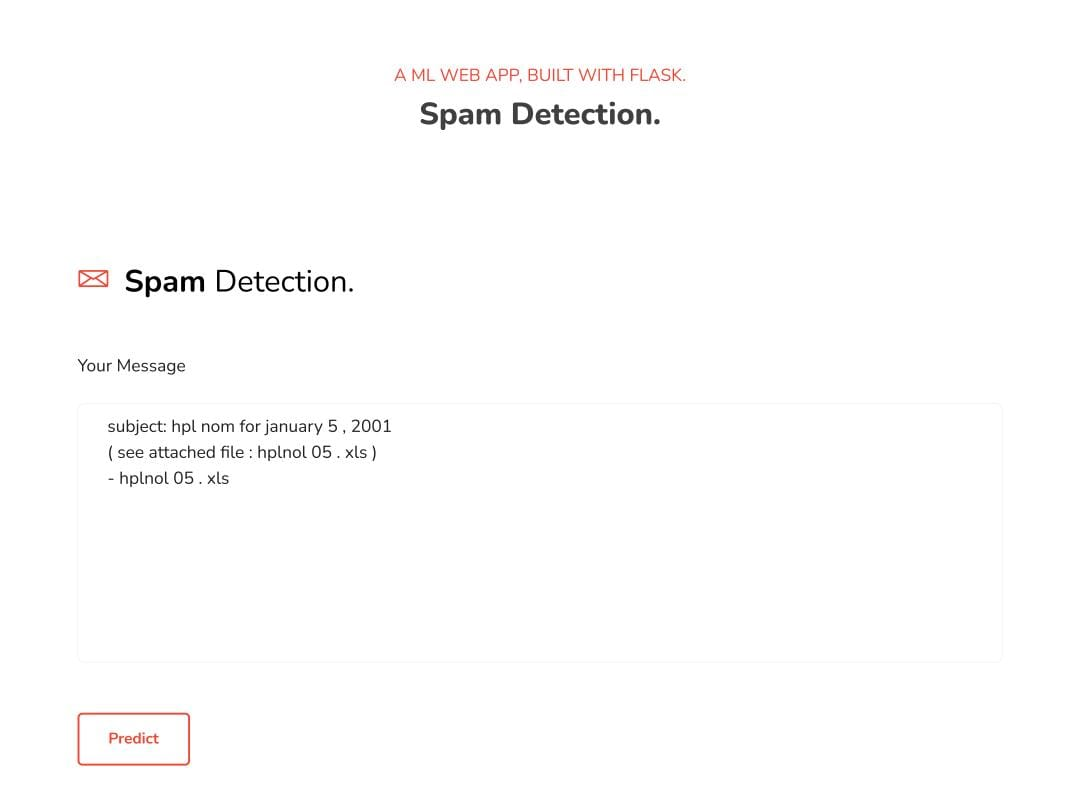 A ML WEB APP, BUILT WITH FLASK.
Spam Detection.
Spam Detection.
Your Message
subject: hpl nom for january 5 , 2001
( see attached file : hplnol 05 . xls )
- hplnol 05 . xls
Predict